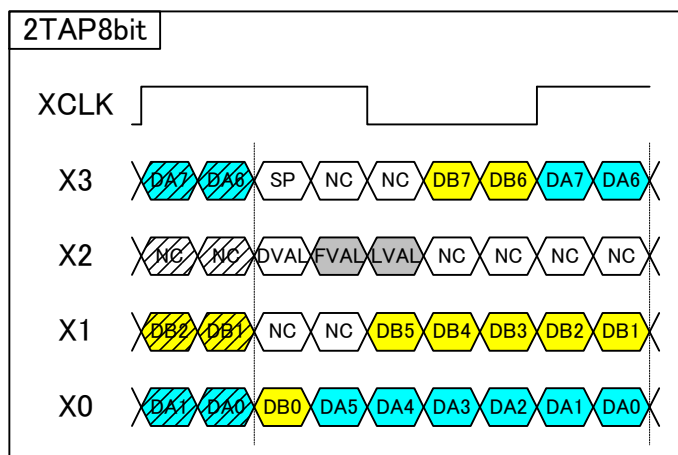 2TAP8bit
XCLK
X3 DA7 DA6 SP NC NC DB7 DB6 DA7 DA6
X2 NC NC DVAL FVAL LVAL NC NC NC NC
X1 DB2 DB1 NC NC DB5 DB4 DB3 DB2 DB1
X0 DA1 DA0 DB0 DA5 DA4 DA3 DA2 DA1 DA0